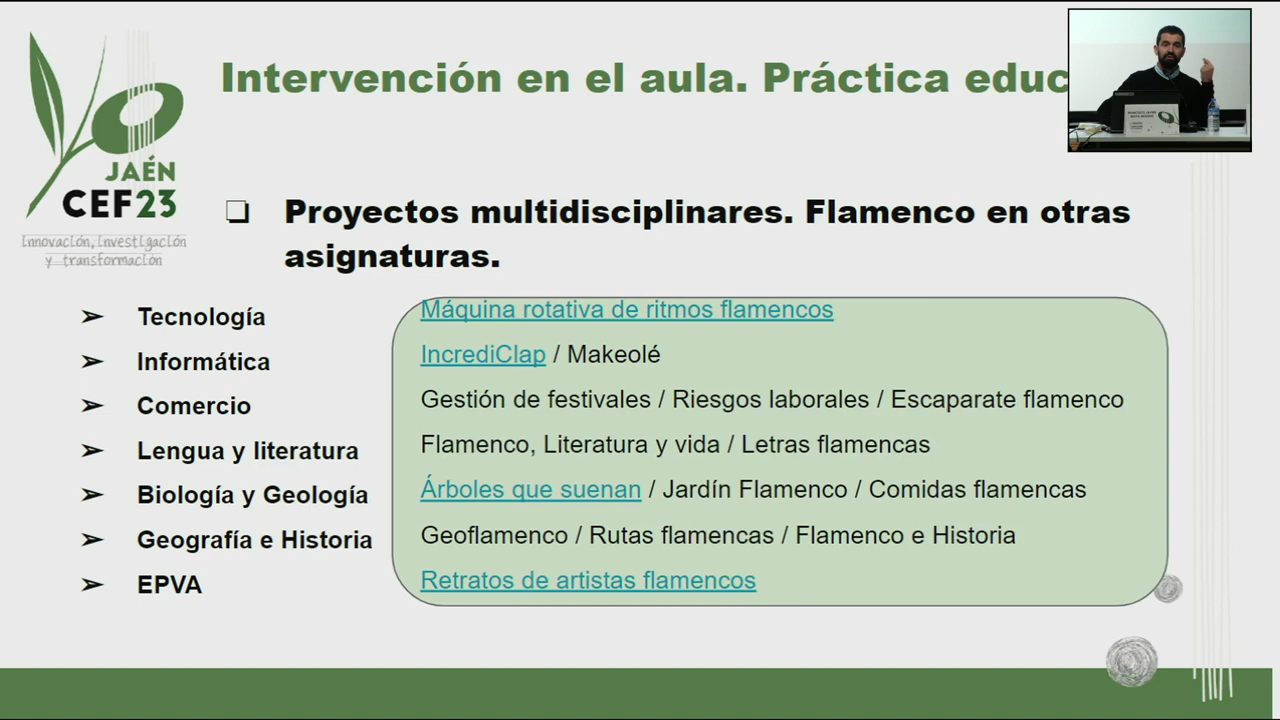 Intervención en el aula. Práctica educ
JAÉN
CEF23
Innovación, investigación
y transformación
❏ Proyectos multidisciplinares. Flamenco en otras
asignaturas.
➢ Tecnología
Máquina rotativa de ritmos flamencos
➢ Informática
IncrediClap / Makeolé
➢ Comercio
Gestión de festivales / Riesgos laborales / Escaparate flamenco
➢ Lengua y literatura
Flamenco, Literatura y vida / Letras flamencas
➢ Biología y Geología
Árboles que suenan / Jardín Flamenco / Comidas flamencas
➢ Geografía e Historia
Geoflamenco / Rutas flamencas / Flamenco e Historia
➢ EPVA
Retratos de artistas flamencos